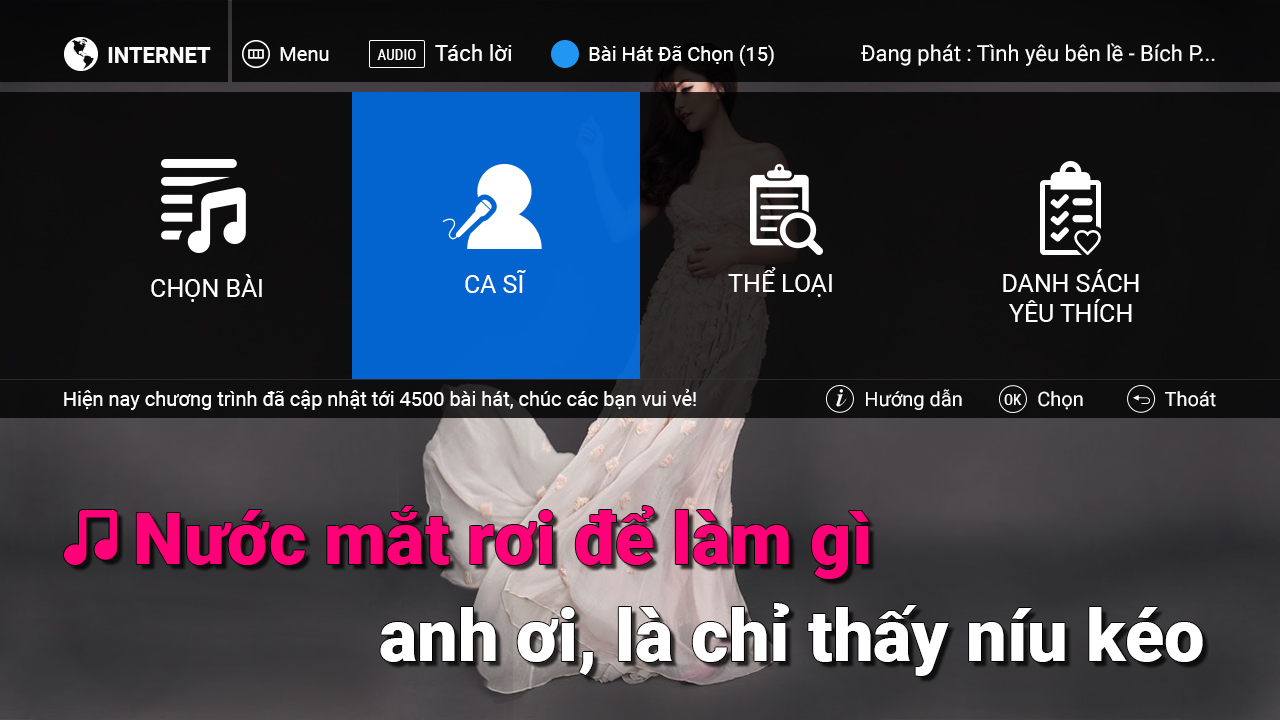 INTERNET
Menu
AUDIO Tách lời
Bài Hát Đã Chọn (15)
Đang phát : Tình yêu bên lề - Bích P...
CHỌN BÀI
CA SĨ
THỂ LOẠI
DANH SÁCH
YÊU THÍCH
Hiện nay chương trình đã cập nhật tới 4500 bài hát, chúc các bạn vui vẻ!
i Hướng dẫn
OK Chọn
Thoát
Nước mắt rơi để làm gì
anh ơi, là chỉ thấy níu kéo